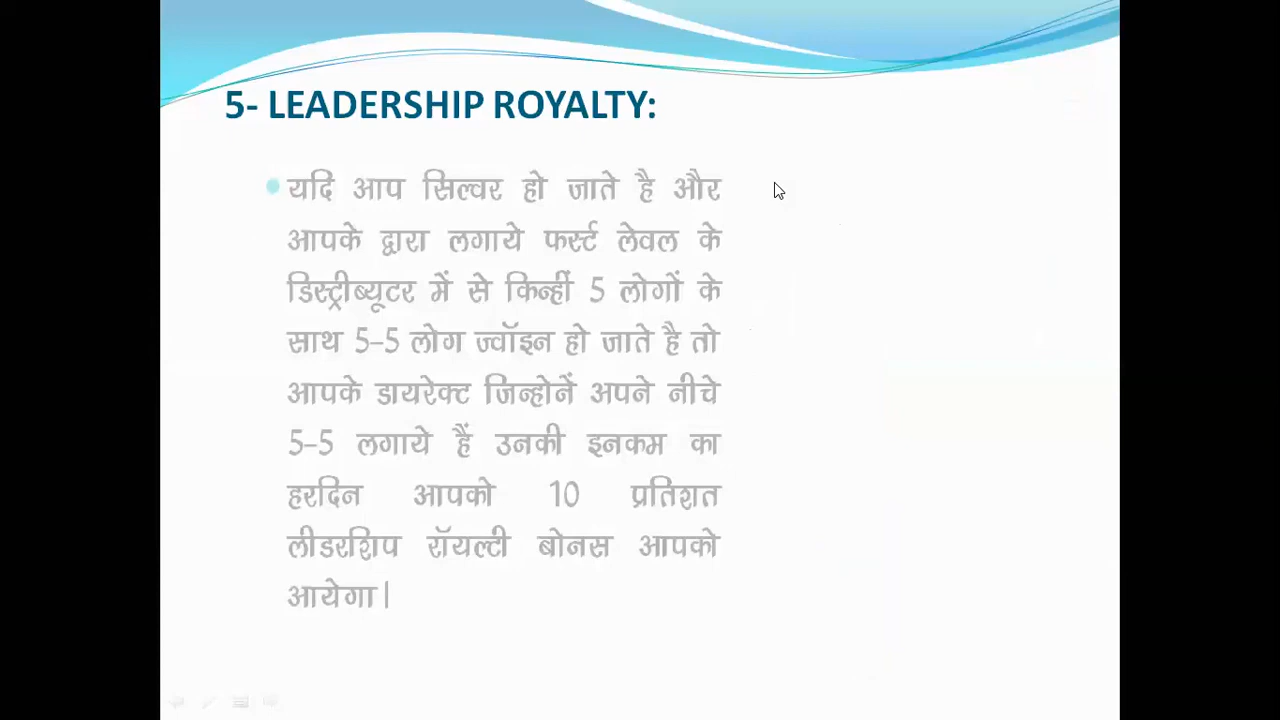 5- LEADERSHIP ROYALTY:
यदि आप सिल्वर हो जाते है और
आपके द्वारा लगाये फर्स्ट लेवल के
डिस्ट्रीब्यूटर में से किन्हीं 5 लोगों के
साथ 5–5 लोग ज्वॉइन हो जाते है तो
आपके डायरेक्ट जिन्होनें अपने नीचे
5–5 लगाये हैं उनकी इनकम का
हरदिन आपको 10 प्रतिशत
लीडरशिप रॉयल्टी बोनस आपको
आयेगा।